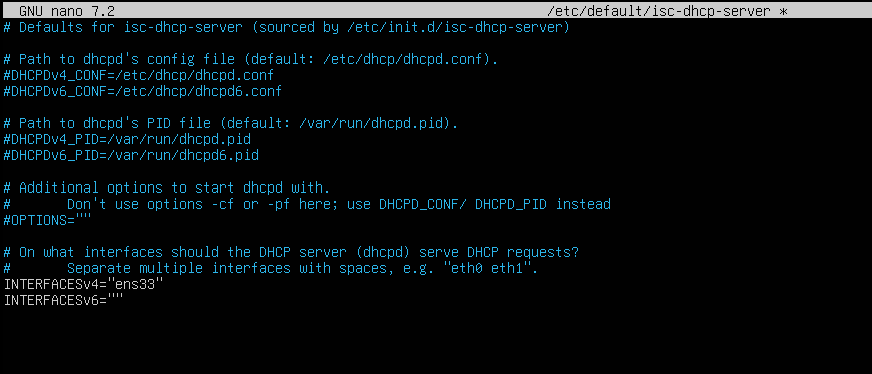 GNU nano 7.2 /etc/default/isc-dhcp-server *
# Defaults for isc-dhcp-server (sourced by /etc/init.d/isc-dhcp-server)
# Path to dhcpd's config file (default: /etc/dhcp/dhcpd.conf).
#DHCPDv4_CONF=/etc/dhcp/dhcpd.conf
#DHCPDv6_CONF=/etc/dhcp/dhcpd6.conf
# Path to dhcpd's PID file (default: /var/run/dhcpd.pid).
#DHCPDv4_PID=/var/run/dhcpd.pid
#DHCPDv6_PID=/var/run/dhcpd6.pid
# Additional options to start dhcpd with.
#       Don't use options -cf or -pf here; use DHCPD_CONF/ DHCPD_PID instead
#OPTIONS=""
# On what interfaces should the DHCP server (dhcpd) serve DHCP requests?
#       Separate multiple interfaces with spaces, e.g. "eth0 eth1".
INTERFACESv4="ens33"
INTERFACESv6=""